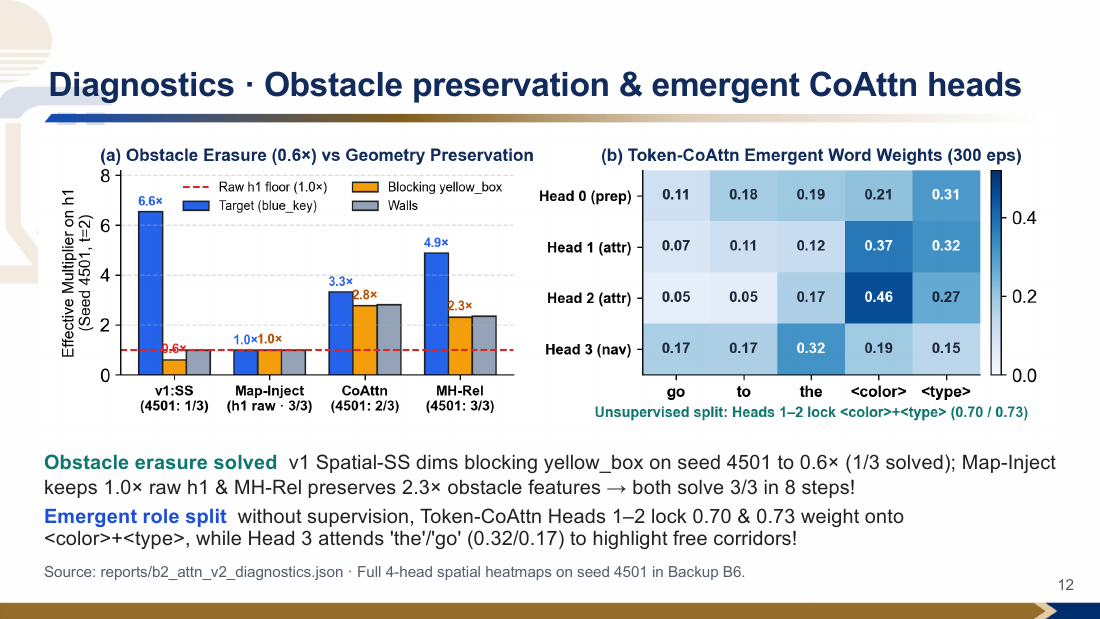 Diagnostics · Obstacle preservation & emergent CoAttn heads
(a) Obstacle Erasure (0.6×) vs Geometry Preservation
Effective Multiplier on h1
(Seed 4501, t=2)
8
6
4
2
0
Raw h1 floor (1.0×)
Target (blue_key)
Blocking yellow_box
Walls
6.6×
0.6×
1.0×
1.0×
3.3×
2.8×
4.9×
2.3×
v1:SS
(4501: 1/3)
Map-Inject
(h1 raw · 3/3)
CoAttn
(4501: 2/3)
MH-Rel
(4501: 3/3)
(b) Token-CoAttn Emergent Word Weights (300 eps)
Head 0 (prep) 0.11 0.18 0.19 0.21 0.31
Head 1 (attr) 0.07 0.11 0.12 0.37 0.32
Head 2 (attr) 0.05 0.05 0.17 0.46 0.27
Head 3 (nav) 0.17 0.17 0.32 0.19 0.15
go to the <color> <type>
0.4
0.2
0.0
Unsupervised split: Heads 1–2 lock <color>+<type> (0.70 / 0.73)
Obstacle erasure solved v1 Spatial-SS dims blocking yellow_box on seed 4501 to 0.6× (1/3 solved); Map-Inject
keeps 1.0× raw h1 & MH-Rel preserves 2.3× obstacle features → both solve 3/3 in 8 steps!
Emergent role split without supervision, Token-CoAttn Heads 1–2 lock 0.70 & 0.73 weight onto
<color>+<type>, while Head 3 attends 'the'/'go' (0.32/0.17) to highlight free corridors!
Source: reports/b2_attn_v2_diagnostics.json · Full 4-head spatial heatmaps on seed 4501 in Backup B6.
12